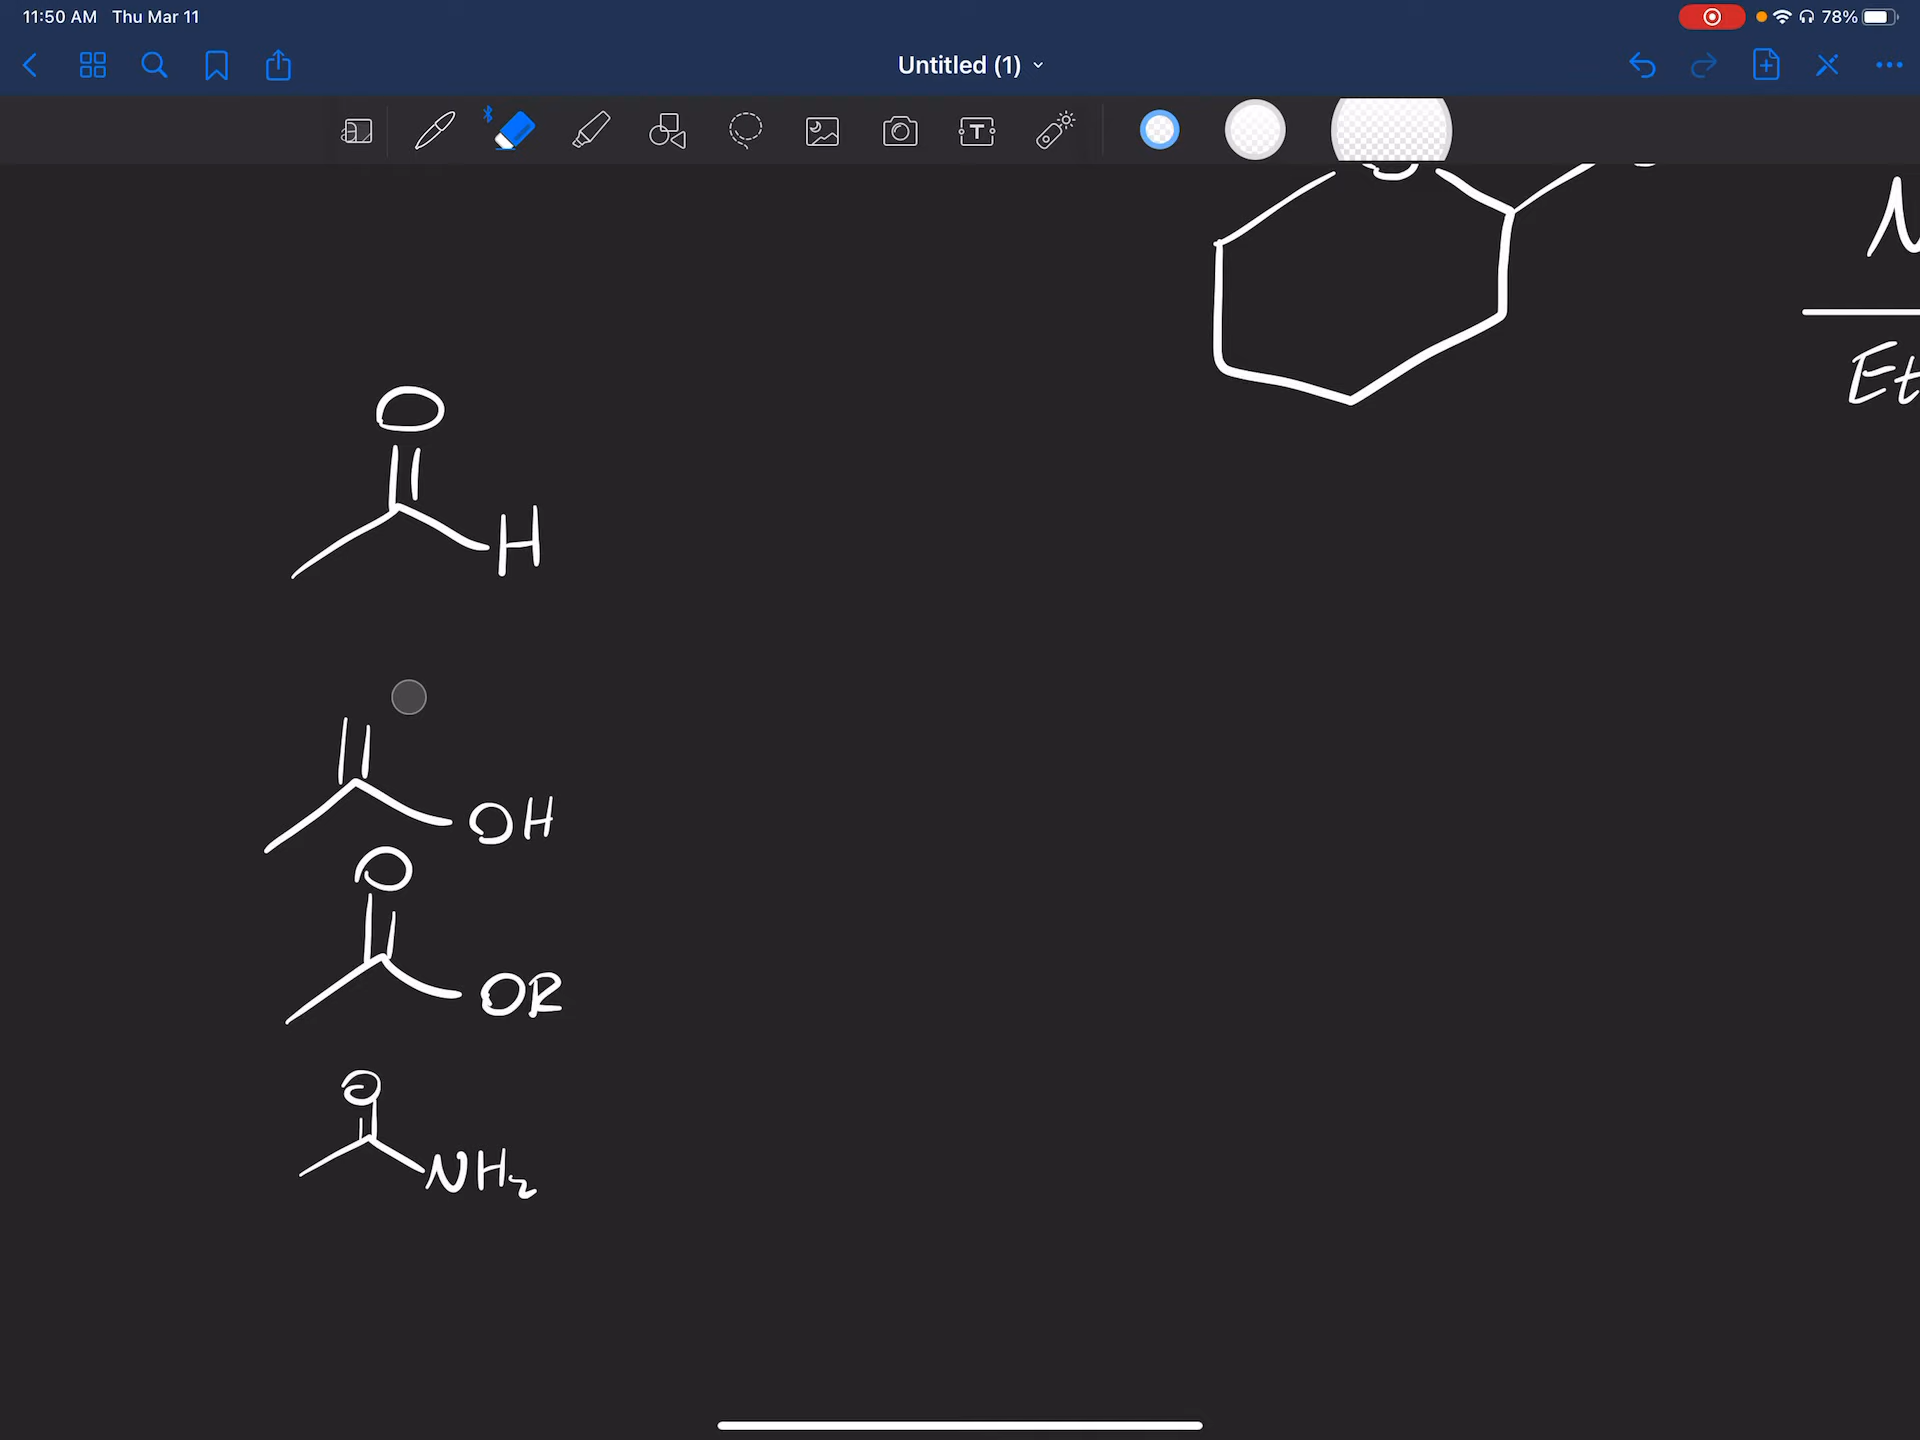 11:50 AM Thu Mar 11
78%
Untitled (1)
T
N
Et
O
H
OH
O
OR
O
NH2